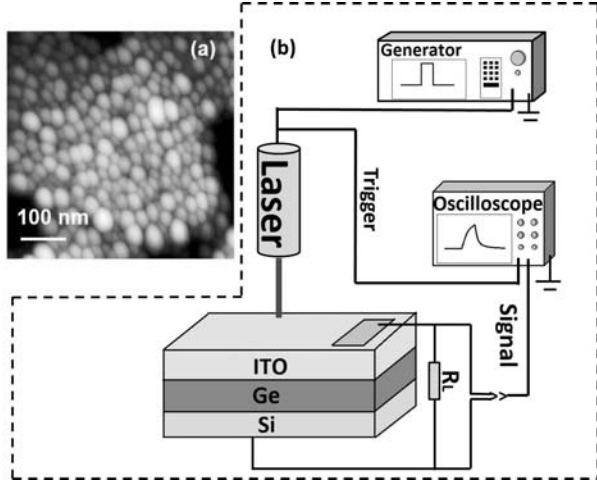 (a)
100 nm
(b)
Generator
Laser
Trigger
Oscilloscope
Signal
ITO
Ge
Si
RL